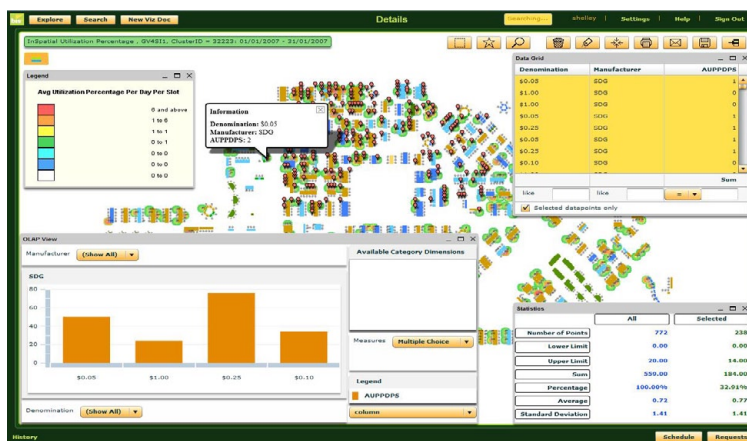 Explore Search New Viz Doc
Details
Searching... shelley Settings Help Sign Out
InSpatial Utilization Percentage , GV4SI1, ClusterID = 32223: 01/01/2007 - 31/01/2007
Legend
Avg Utilization Percentage Per Day Per Slot
6 and above
1 to 6
1 to 1
0 to 1
0 to 0
0 to 0
0 to 0
Information
Denomination: $0.05
Manufacturer: SDG
AUPPDPS: 2
Data Grid
Denomination Manufacturer AUPPDPS
$0.05 SDG 1
$1.00 SDG 0
$1.00 SDG 0
$0.05 SDG 1
$0.25 SDG 1
$0.05 SDG 1
$0.25 SDG 1
$0.10 SDG 0
Sum
like like =
Selected datapoints only
OLAP View
Manufacturer (Show All)
SDG
80
60
40
20
0
$0.05 $1.00 $0.25 $0.10
Denomination (Show All)
Available Category Dimensions
Measures Multiple Choice
Legend
AUPPDPS
column
Statistics
All Selected
Number of Points 772 238
Lower Limit 0.00 0.00
Upper Limit 20.00 14.00
Sum 559.00 184.00
Percentage 100.00% 32.91%
Average 0.72 0.77
Standard Deviation 1.41 1.41
History
Schedule Requests